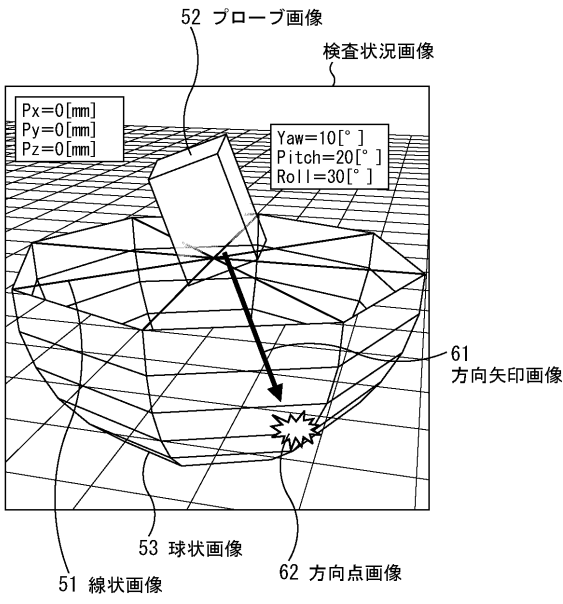 52 プローブ画像
検査状況画像
Px=0[mm]
Py=0[mm]
Pz=0[mm]
Yaw=10[°]
Pitch=20[°]
Roll=30[°]
61
方向矢印画像
53 球状画像
62 方向点画像
51 線状画像